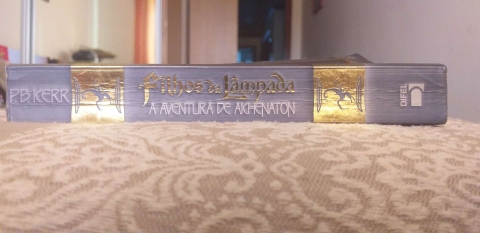 P.B. KERR
Filhos da Lâmpada
A AVENTURA DE AKHENATON
DIFEL